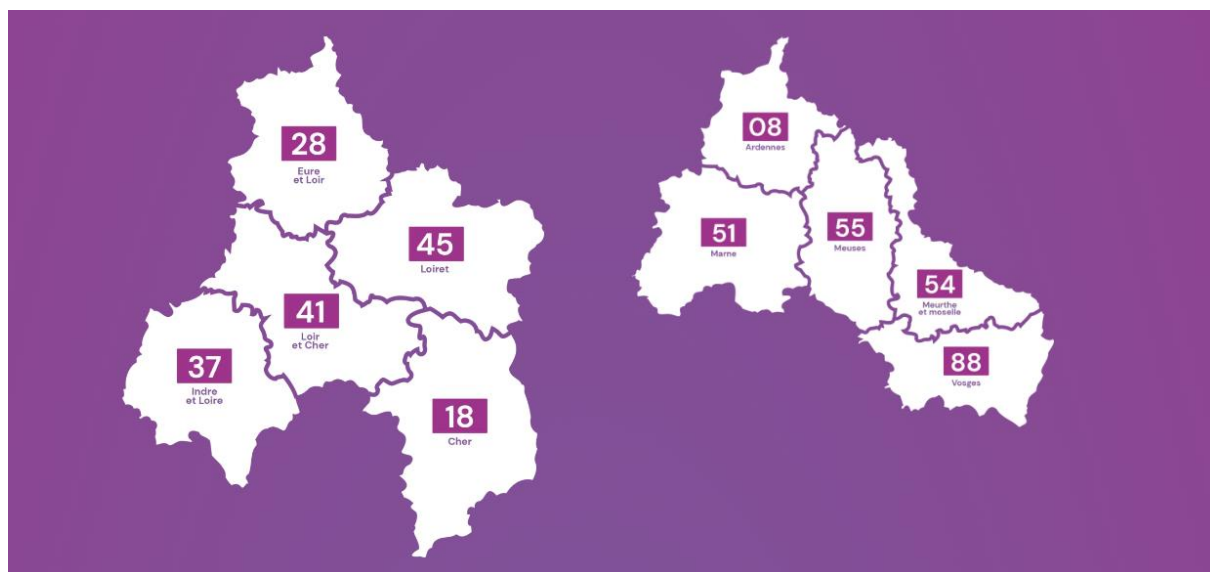 28
Eure
et Loir
45
Loiret
41
Loir
et Cher
37
Indre
et Loire
18
Cher
08
Ardennes
51
Marne
55
Meuses
54
Meurthe
et moselle
88
Vosges